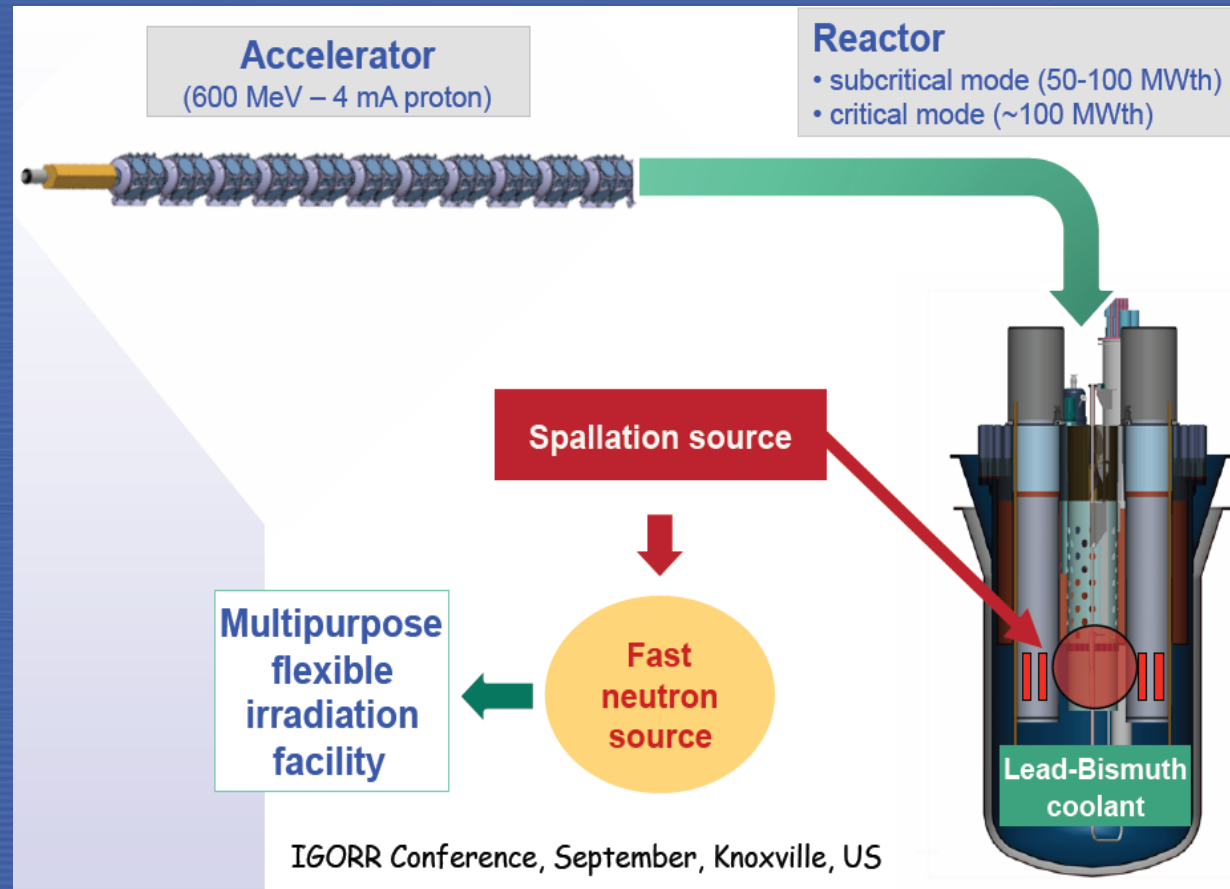 Accelerator
(600 MeV – 4 mA proton)
Reactor
• subcritical mode (50-100 MWth)
• critical mode (~100 MWth)
Spallation source
Multipurpose
flexible
irradiation
facility
Fast
neutron
source
Lead-Bismuth
coolant
IGORR Conference, September, Knoxville, US